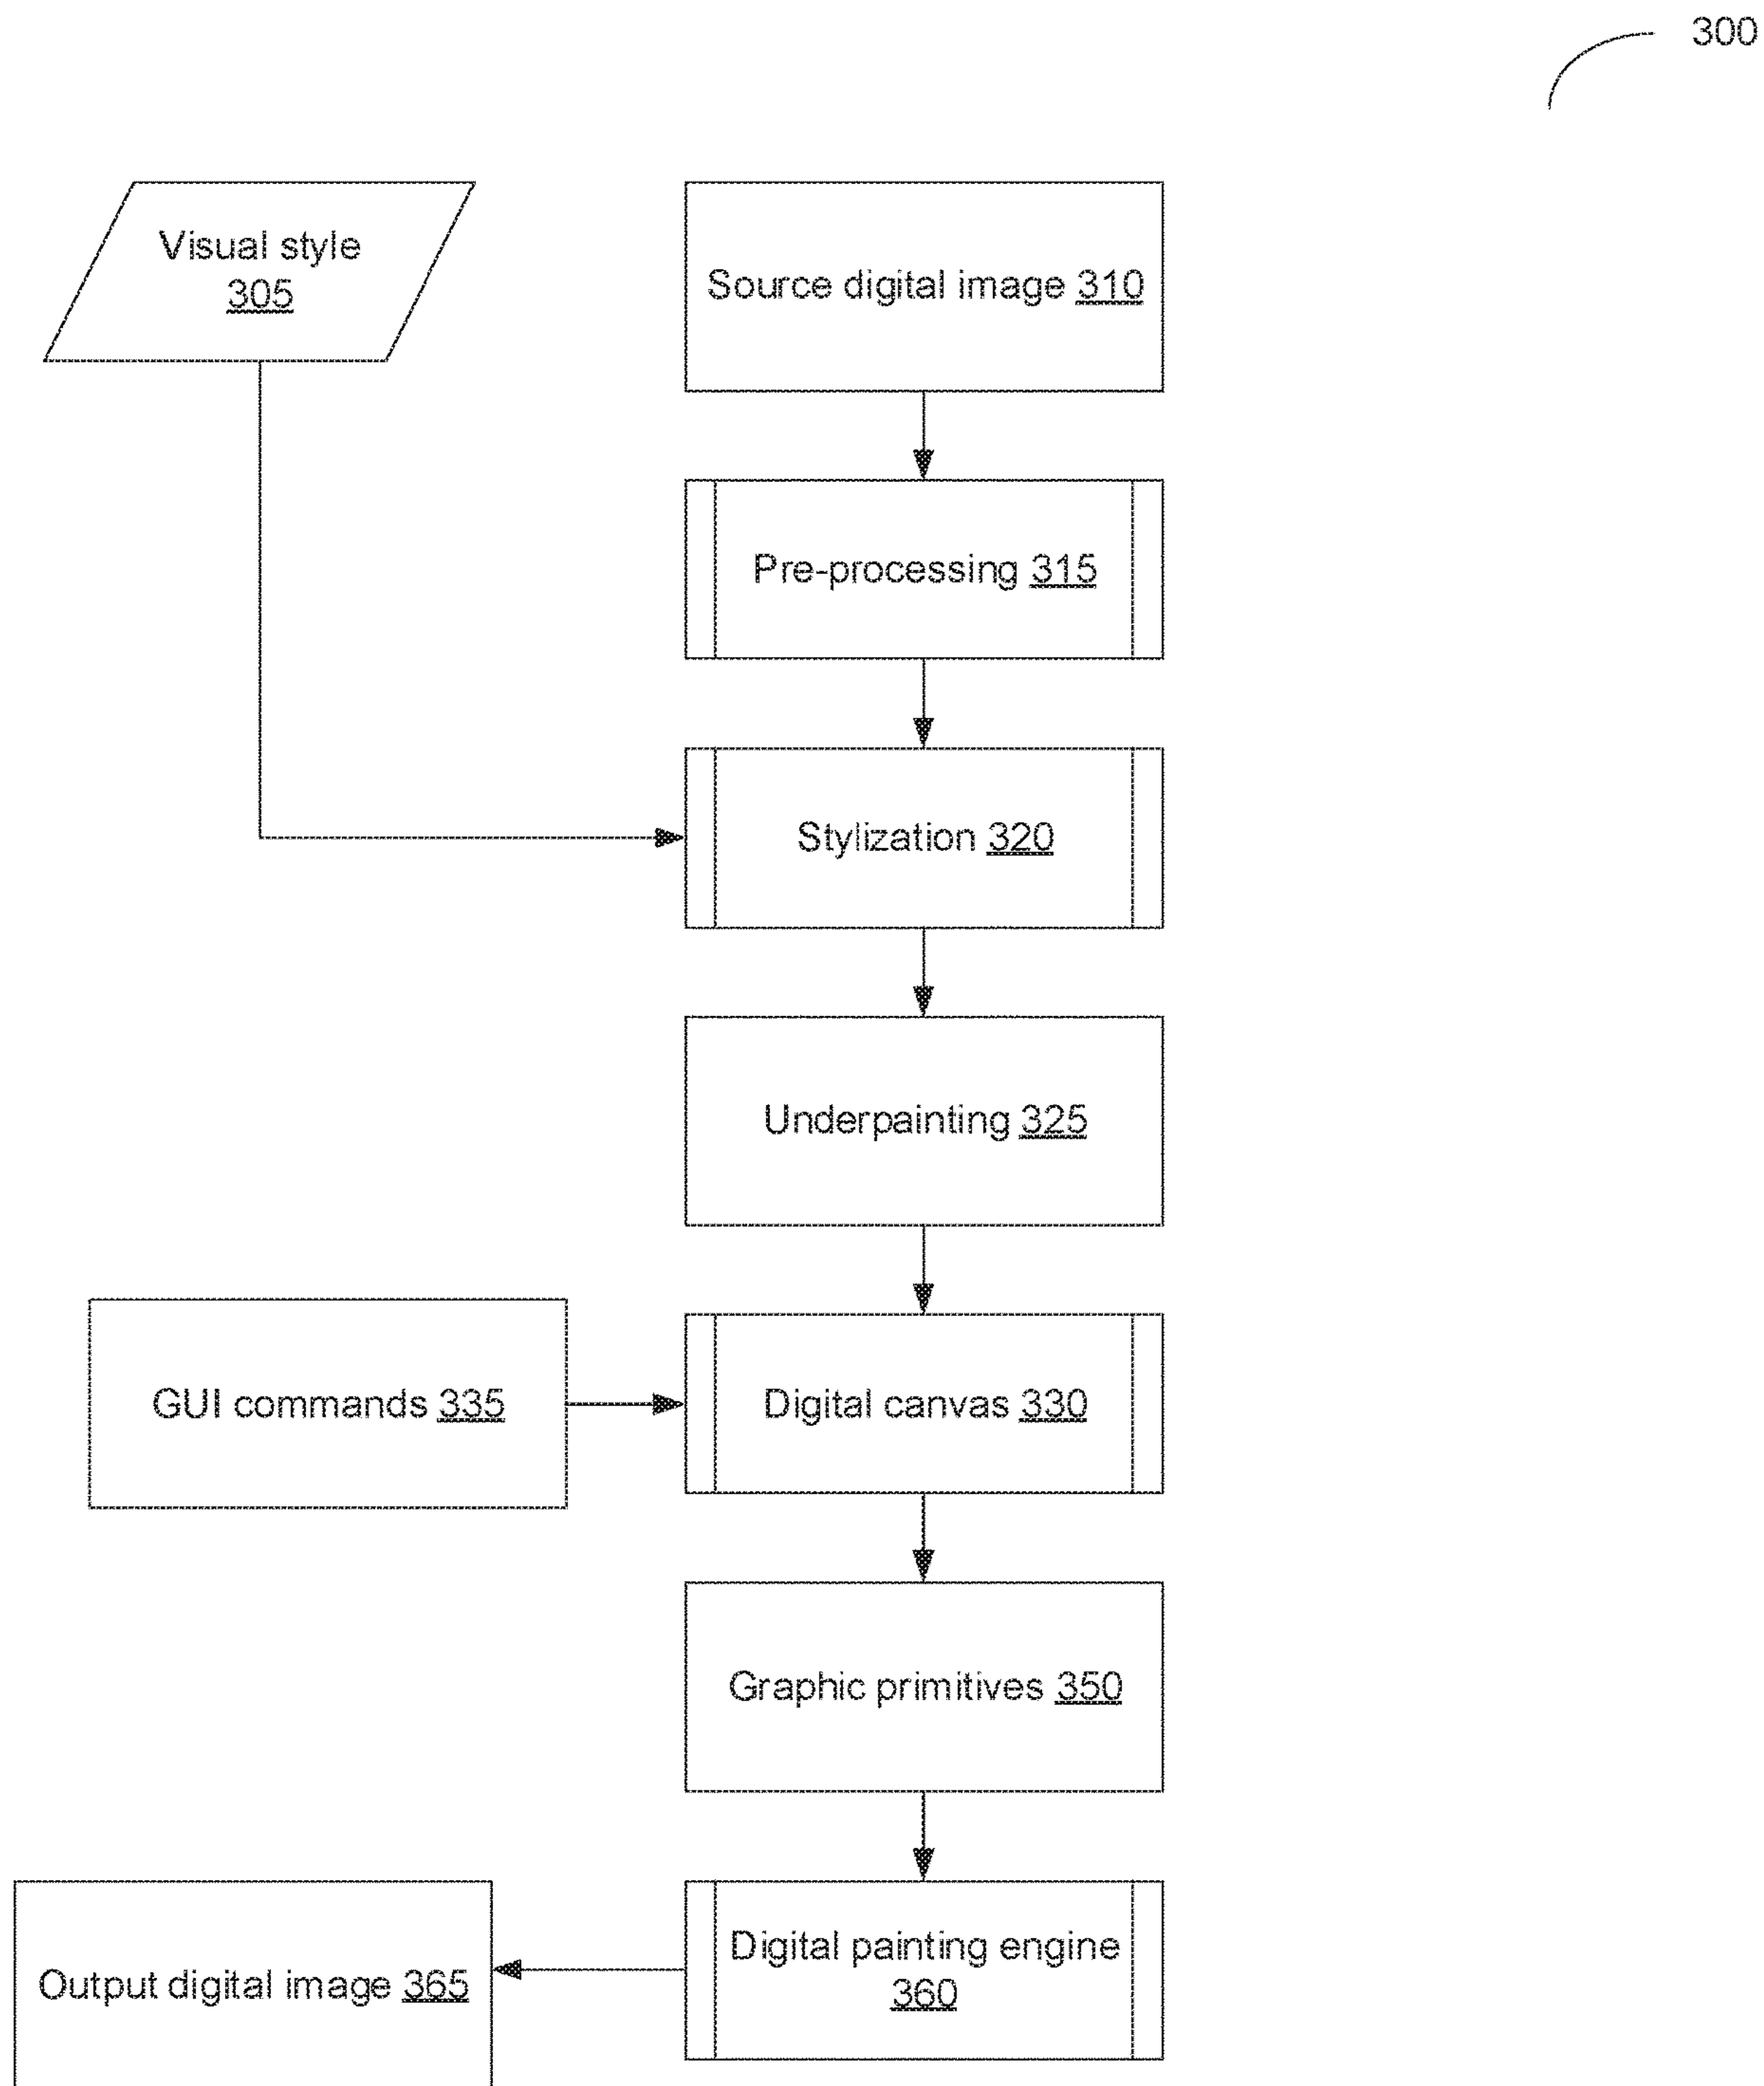 300
Visual style
305
Source digital image 310
Pre-processing 315
Stylization 320
Underpainting 325
GUI commands 335
Digital canvas 330
Graphic primitives 350
Digital painting engine
360
Output digital image 365